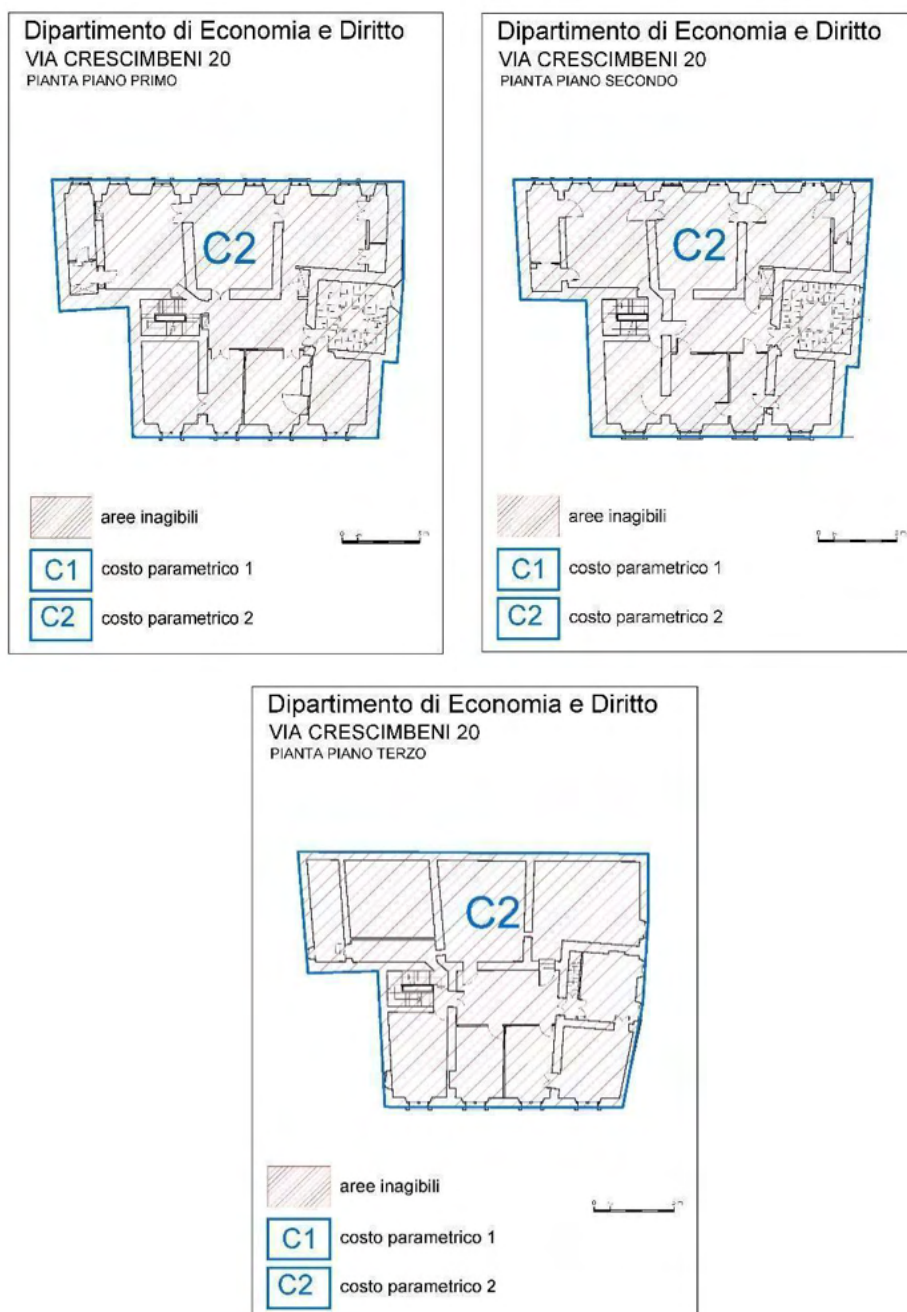 Dipartimento di Economia e Diritto
VIA CRESCIMBENI 20
PIANTA PIANO PRIMO
C2
aree inagibili
C1 costo parametrico 1
C2 costo parametrico 2
Dipartimento di Economia e Diritto
VIA CRESCIMBENI 20
PIANTA PIANO SECONDO
C2
aree inagibili
C1 costo parametrico 1
C2 costo parametrico 2
Dipartimento di Economia e Diritto
VIA CRESCIMBENI 20
PIANTA PIANO TERZO
C2
aree inagibili
C1 costo parametrico 1
C2 costo parametrico 2